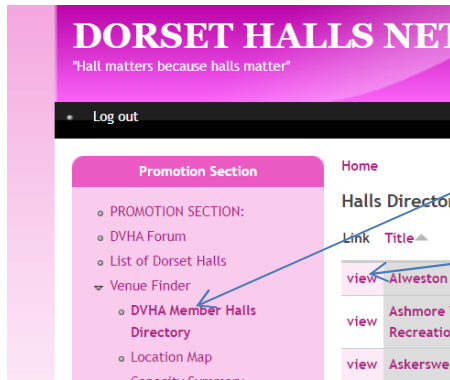 DORSET HALLS NET
"Hall matters because halls matter"
Log out
Promotion Section
PROMOTION SECTION:
DVHA Forum
List of Dorset Halls
Venue Finder
DVHA Member Halls
Directory
Location Map
Capacity Summary
Home
Halls Director
Link Title
view Alweston
view Ashmore
Recreatio
view Askerswe